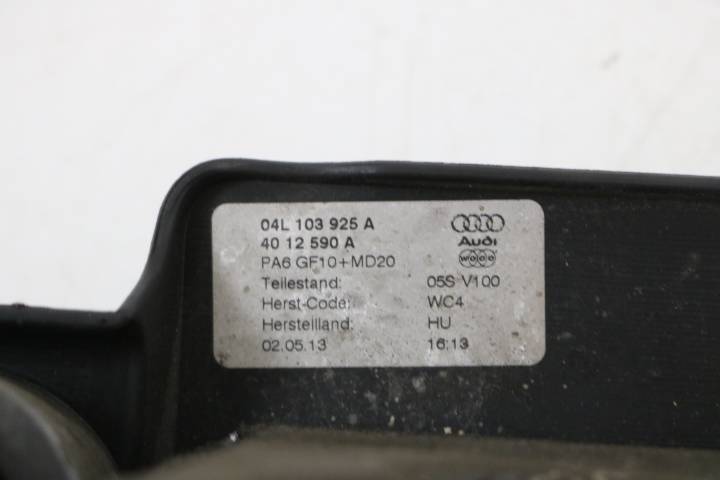 04L 103 925 A
40 12 590 A
Audi
PA6 GF10+MD20
Teilestand: 05S V100
Herst-Code: WC4
Herstellland: HU
02.05.13 16:13